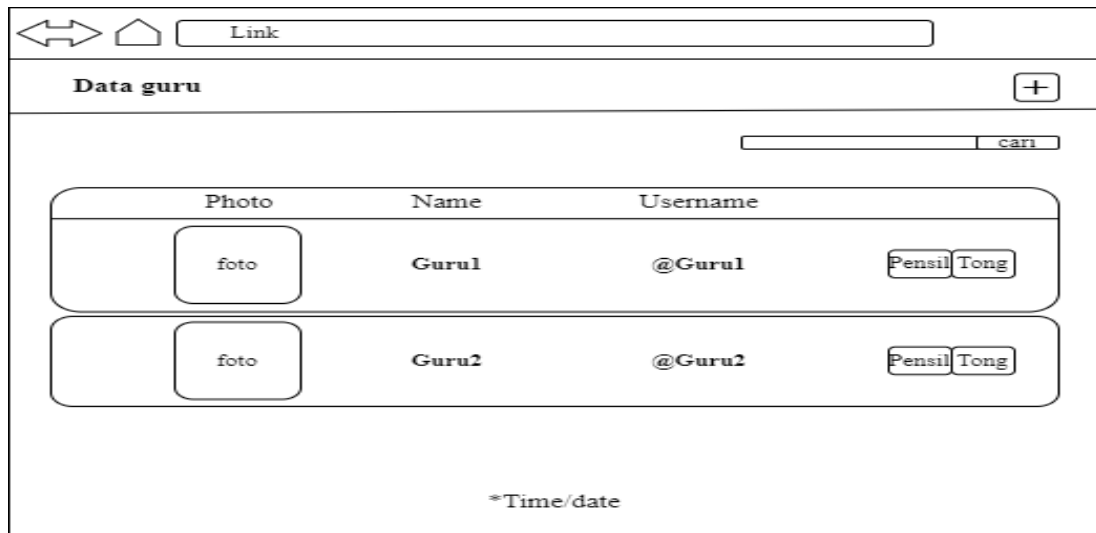 Link
Data guru
+
cari
Photo Name Username
foto Guru1 @Guru1 Pensil Tong
foto Guru2 @Guru2 Pensil Tong
*Time/date